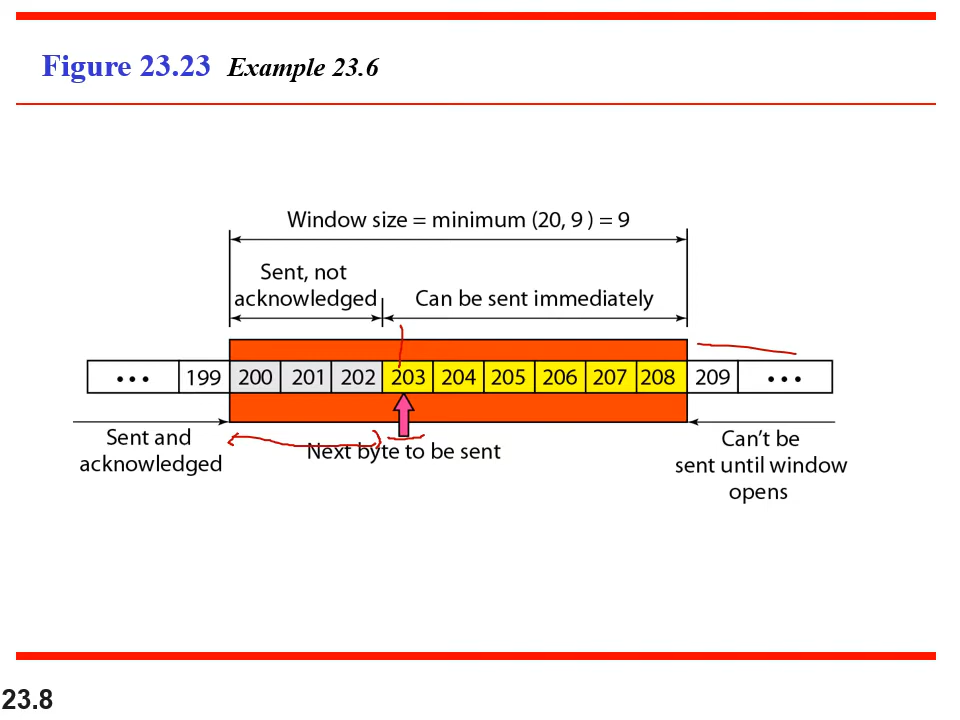 Figure 23.23 Example 23.6
Window size = minimum (20, 9 ) = 9
Sent, not
acknowledged
Can be sent immediately
••• 199 200 201 202 203 204 205 206 207 208 209 •••
Sent and
acknowledged
Next byte to be sent
Can't be
sent until window
opens
23.8